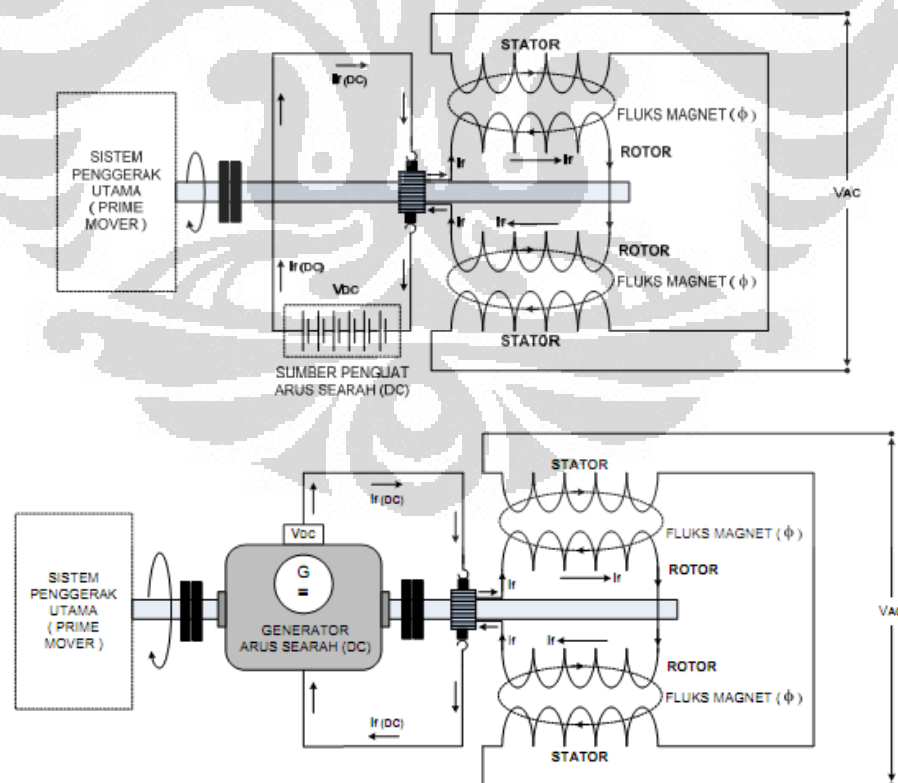 STATOR
Ir (DC)
FLUKS MAGNET (ϕ)
SISTEM
PENGGERAK
UTAMA
( PRIME
MOVER )
Ir
Ir
ROTOR
VAC
Ir
Ir
ROTOR
Ir (DC)
FLUKS MAGNET (ϕ)
VDC
STATOR
SUMBER PENGUAT
ARUS SEARAH (DC)
STATOR
Ir (DC)
VDC
FLUKS MAGNET (ϕ)
SISTEM
PENGGERAK
UTAMA
( PRIME
MOVER )
G
=
Ir
Ir
ROTOR
VAC
GENERATOR
ARUS SEARAH (DC)
Ir
Ir
ROTOR
FLUKS MAGNET (ϕ)
Ir (DC)
STATOR